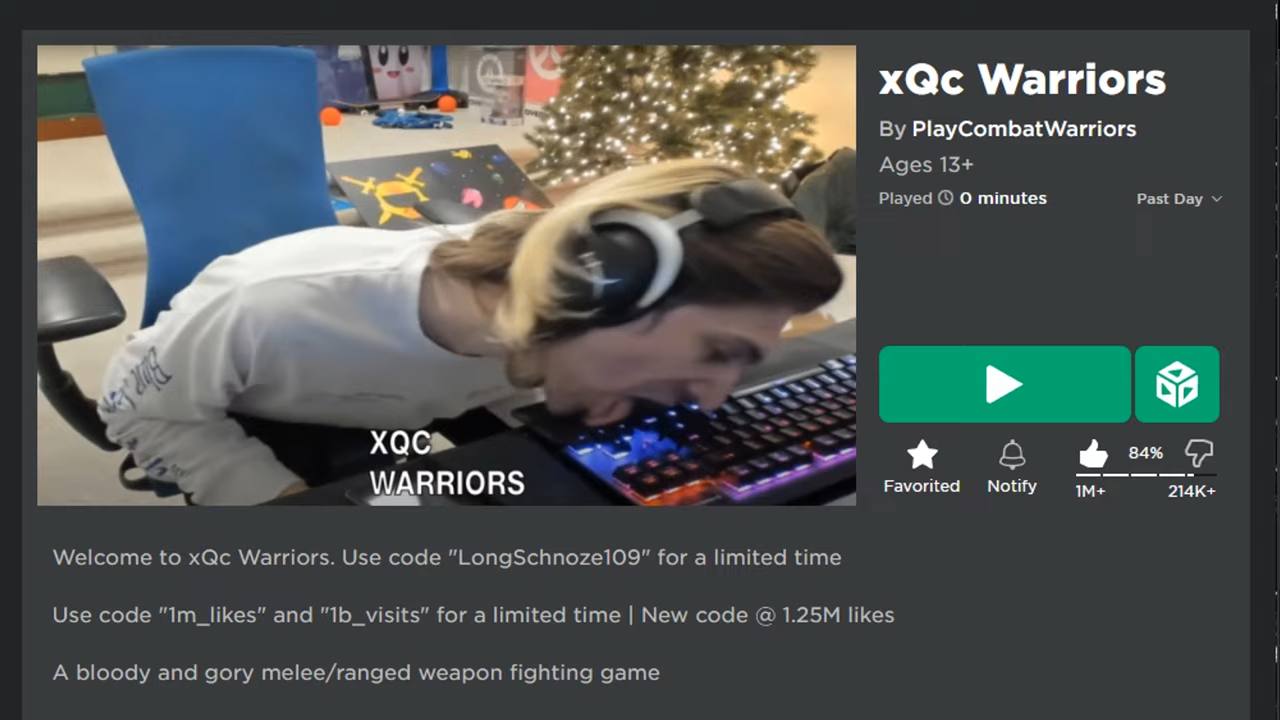 xQc Warriors
By PlayCombatWarriors
Ages 13+
Played 0 minutes
Past Day
XQC
WARRIORS
Favorited
Notify
84%
1M+
214K+
Welcome to xQc Warriors. Use code "LongSchnoze109" for a limited time
Use code "1m_likes" and "1b_visits" for a limited time | New code @ 1.25M likes
A bloody and gory melee/ranged weapon fighting game